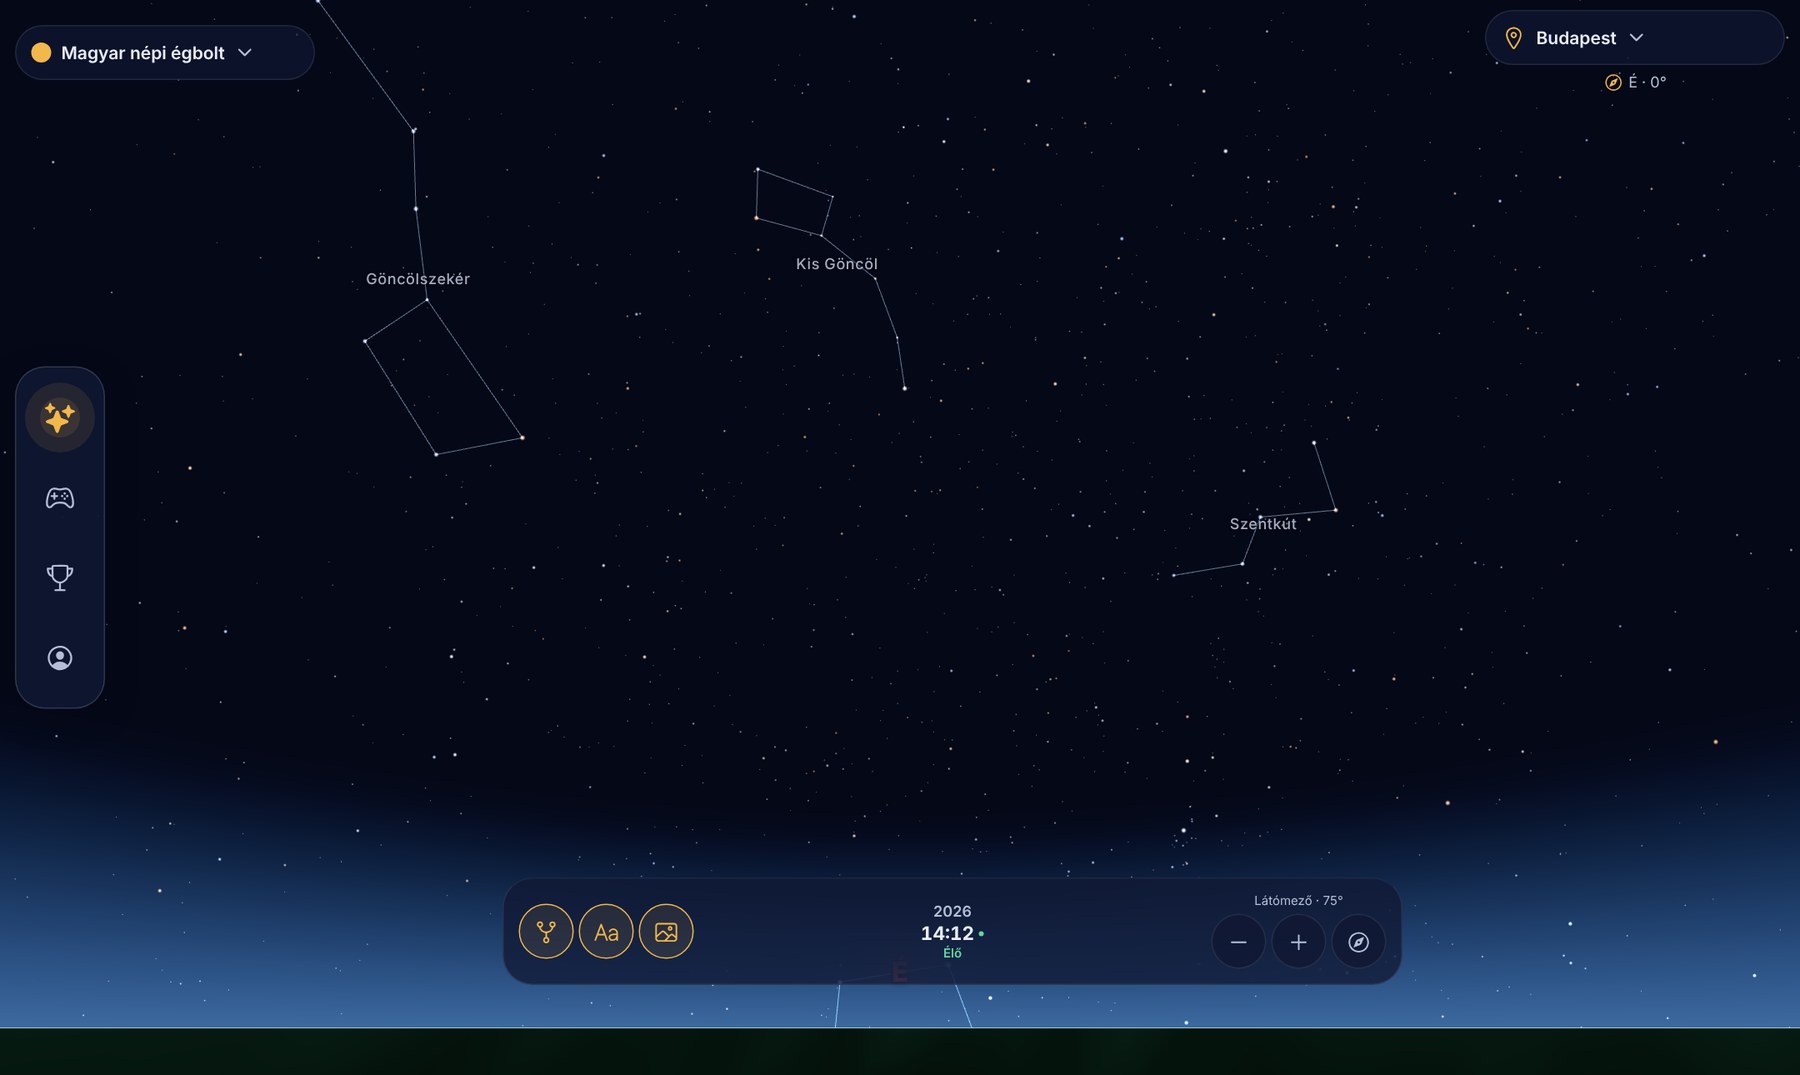 Magyar népi égbolt
Budapest
É · 0°
Göncölszekér
Kis Göncöl
Szentkút
Látómező · 75°
Aa
2026
14:12
Élő
É